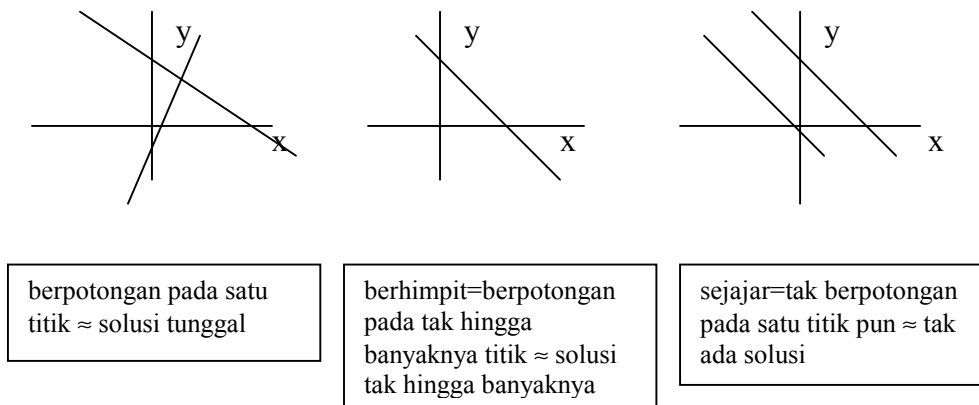 y
x
y
x
y
x
berpotongan pada satu
titik ≈ solusi tunggal
berhimpit=berpotongan
pada tak hingga
banyaknya titik ≈ solusi
tak hingga banyaknya
sejajar=tak berpotongan
pada satu titik pun ≈ tak
ada solusi